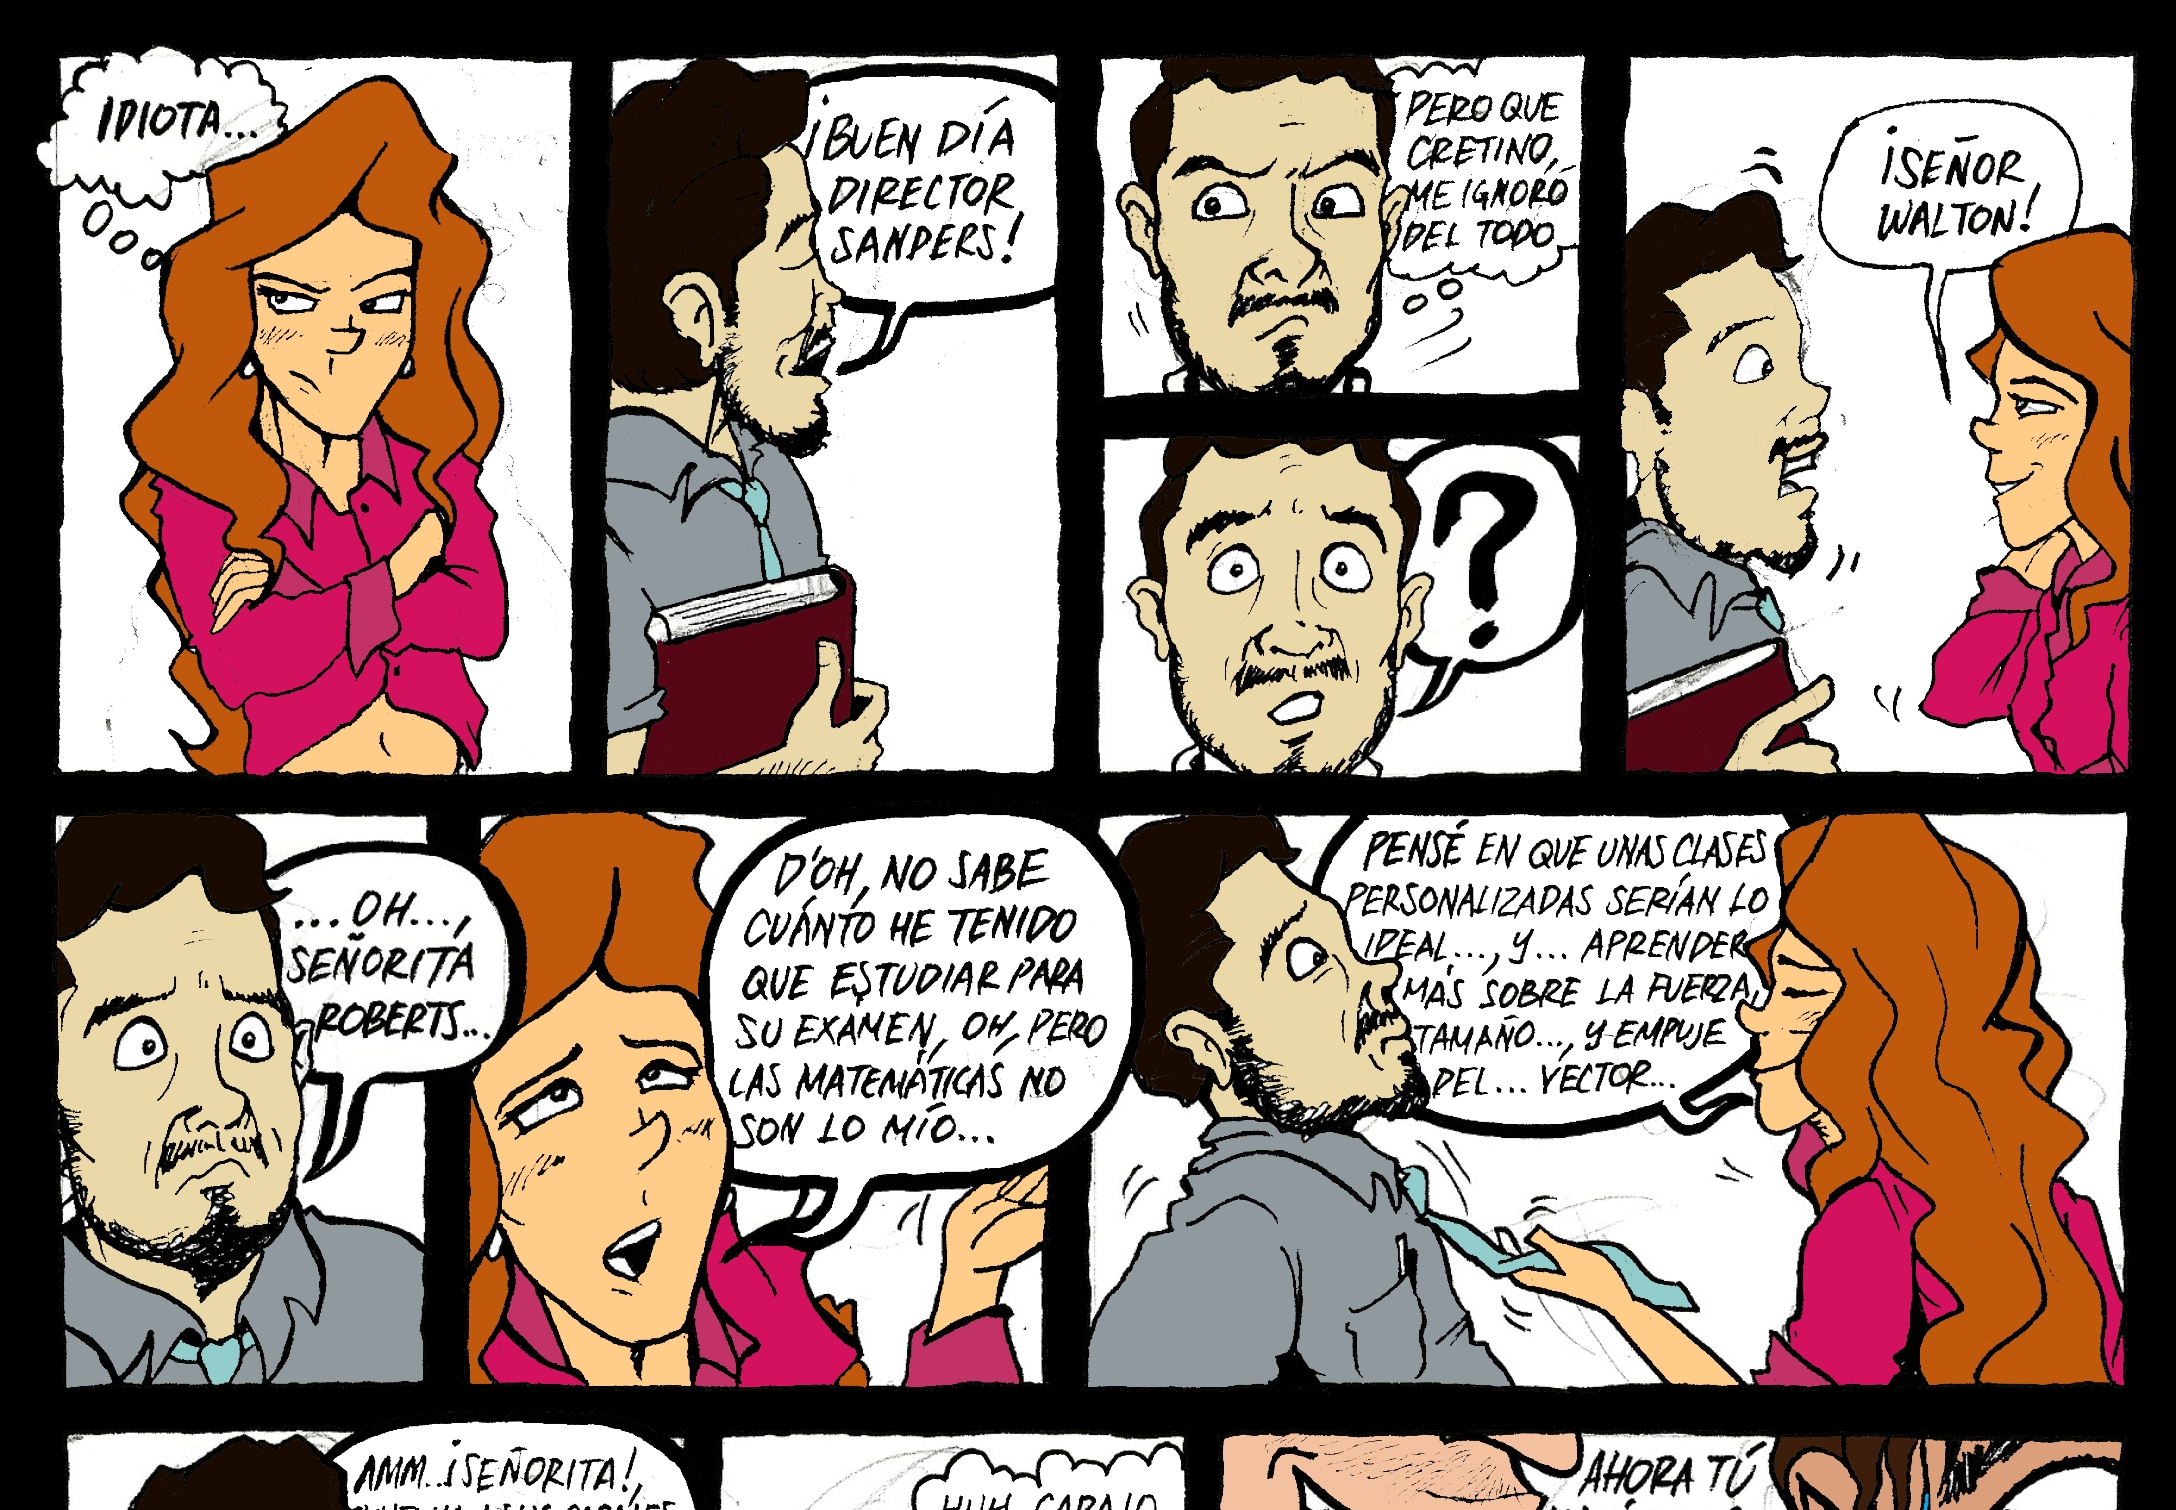 IDIOTA...
¡BUEN DÍA
DIRECTOR
SANDERS!
PERO QUE
CRETINO,
ME IGNORÓ
DEL TODO
?
¡SEÑOR
WALTON!
...OH...,
SEÑORITA
ROBERTS...
D'OH, NO SABE
CUÁNTO HE TENIDO
QUE ESTUDIAR PARA
SU EXAMEN, OH, PERO
LAS MATEMÁTICAS NO
SON LO MÍO...
PENSÉ EN QUE UNAS CLASES
PERSONALIZADAS SERÍAN LO
IDEAL..., Y... APRENDER
MÁS SOBRE LA FUERZA,
TAMAÑO..., Y EMPUJE
DEL... VECTOR...
AMM...¡SEÑORITA!,
HUH, CARAJO
AHORA TÚ